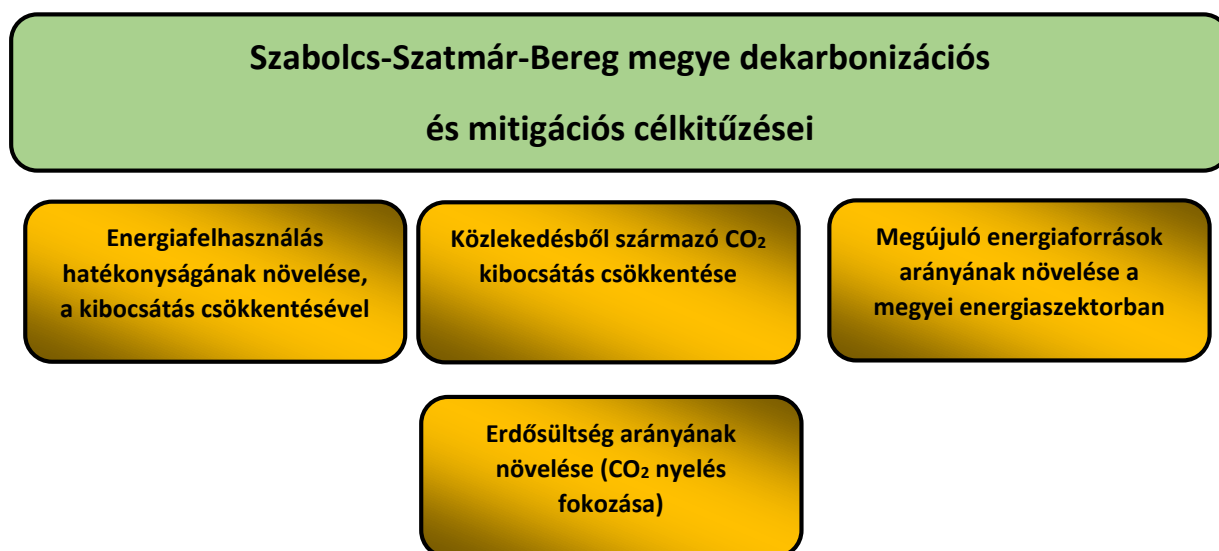 Szabolcs-Szatmár-Bereg megye dekarbonizációs
és mitigációs célkitűzései
Energiafelhasználás
hatékonyságának növelése,
a kibocsátás csökkentésével
Közlekedésből származó CO₂
kibocsátás csökkentése
Megújuló energiaforrások
arányának növelése a
megyei energiaszektorban
Erdősültség arányának
növelése (CO₂ nyelés
fokozása)